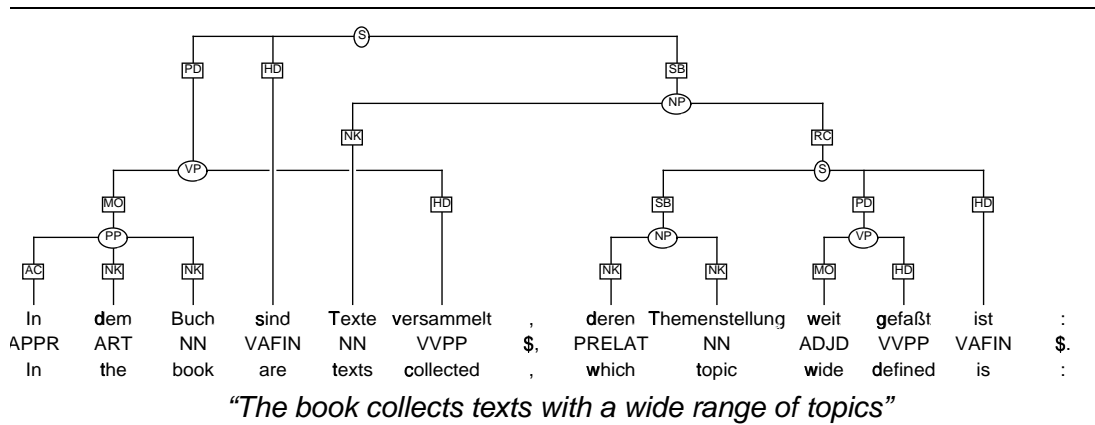 S
PD HD SB
NP
NK RC
VP S
MO HD SB PD HD
PP NP VP
AC NK NK NK NK MO HD
In dem Buch sind Texte versammelt , deren Themenstellung weit gefaßt ist :
APPR ART NN VAFIN NN VVPP $, PRELAT NN ADJD VVPP VAFIN $.
In the book are texts collected , which topic wide defined is :
“The book collects texts with a wide range of topics”